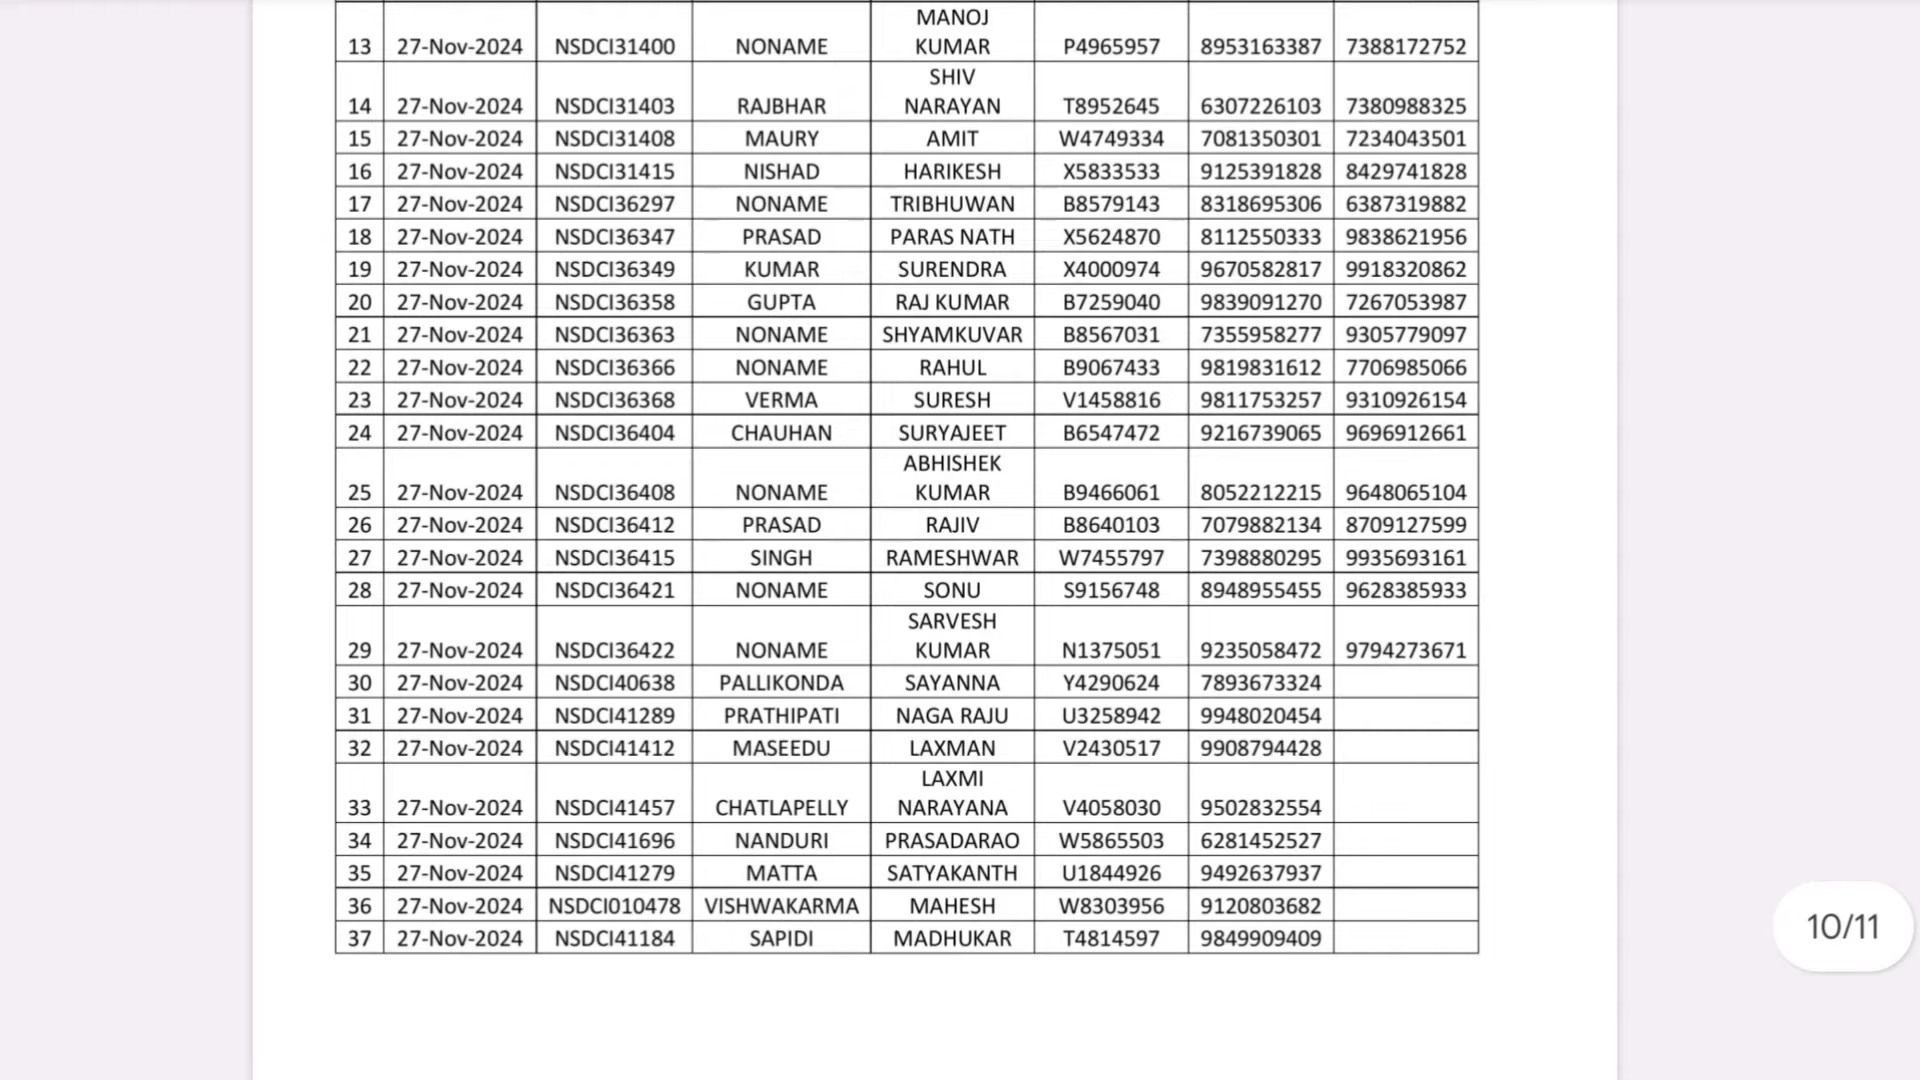 MANOJ
13 27-Nov-2024 NSDCI31400 NONAME KUMAR P4965957 8953163387 7388172752
SHIV
14 27-Nov-2024 NSDCI31403 RAJBHAR NARAYAN T8952645 6307226103 7380988325
15 27-Nov-2024 NSDCI31408 MAURY AMIT W4749334 7081350301 7234043501
16 27-Nov-2024 NSDCI31415 NISHAD HARIKESH X5833533 9125391828 8429741828
17 27-Nov-2024 NSDCI36297 NONAME TRIBHUWAN B8579143 8318695306 6387319882
18 27-Nov-2024 NSDCI36347 PRASAD PARAS NATH X5624870 8112550333 9838621956
19 27-Nov-2024 NSDCI36349 KUMAR SURENDRA X4000974 9670582817 9918320862
20 27-Nov-2024 NSDCI36358 GUPTA RAJ KUMAR B7259040 9839091270 7267053987
21 27-Nov-2024 NSDCI36363 NONAME SHYAMKUVAR B8567031 7355958277 9305779097
22 27-Nov-2024 NSDCI36366 NONAME RAHUL B9067433 9819831612 7706985066
23 27-Nov-2024 NSDCI36368 VERMA SURESH V1458816 9811753257 9310926154
24 27-Nov-2024 NSDCI36404 CHAUHAN SURYAJEET B6547472 9216739065 9696912661
ABHISHEK
25 27-Nov-2024 NSDCI36408 NONAME KUMAR B9466061 8052212215 9648065104
26 27-Nov-2024 NSDCI36412 PRASAD RAJIV B8640103 7079882134 8709127599
27 27-Nov-2024 NSDCI36415 SINGH RAMESHWAR W7455797 7398880295 9935693161
28 27-Nov-2024 NSDCI36421 NONAME SONU S9156748 8948955455 9628385933
SARVESH
29 27-Nov-2024 NSDCI36422 NONAME KUMAR N1375051 9235058472 9794273671
30 27-Nov-2024 NSDCI40638 PALLIKONDA SAYANNA Y4290624 7893673324
31 27-Nov-2024 NSDCI41289 PRATHIPATI NAGA RAJU U3258942 9948020454
32 27-Nov-2024 NSDCI41412 MASEEDU LAXMAN V2430517 9908794428
LAXMI
33 27-Nov-2024 NSDCI41457 CHATLAPELLY NARAYANA V4058030 9502832554
34 27-Nov-2024 NSDCI41696 NANDURI PRASADARAO W5865503 6281452527
35 27-Nov-2024 NSDCI41279 MATTA SATYAKANTH U1844926 9492637937
36 27-Nov-2024 NSDCI010478 VISHWAKARMA MAHESH W8303956 9120803682
37 27-Nov-2024 NSDCI41184 SAPIDI MADHUKAR T4814597 9849909409
10/11